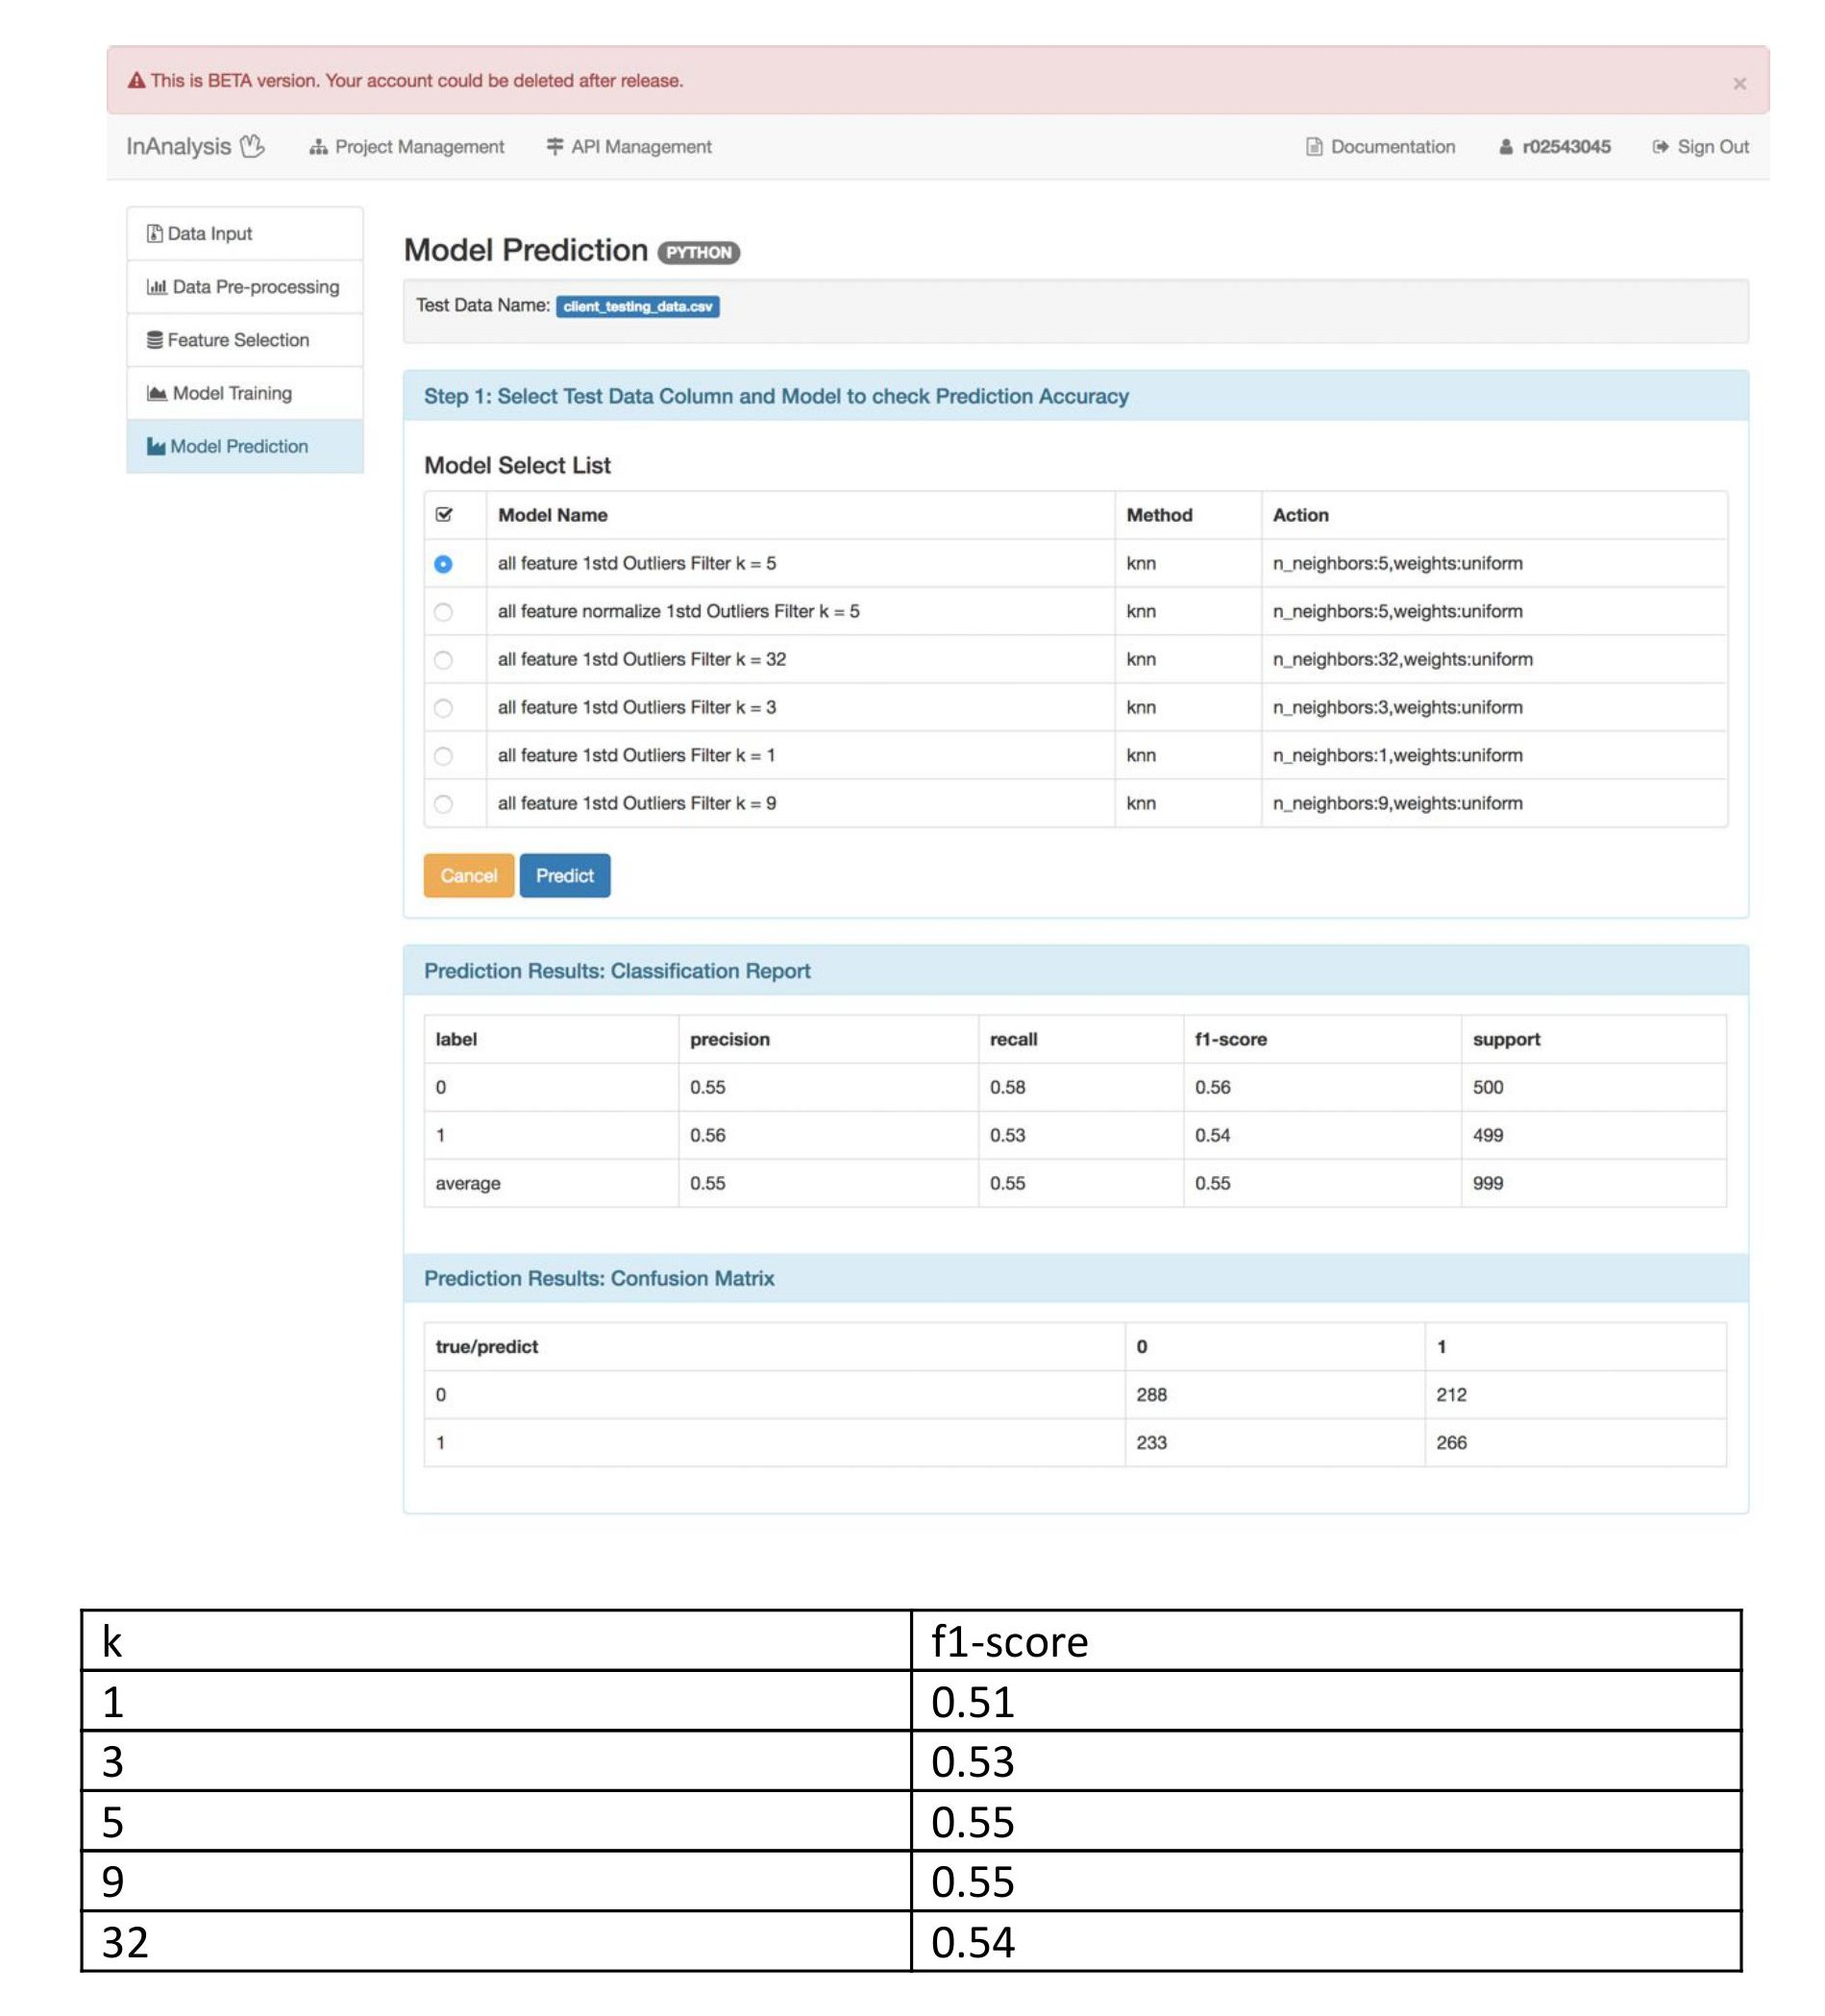 This is BETA version. Your account could be deleted after release. ×
InAnalysis Project Management API Management Documentation r02543045 Sign Out
Data Input
Data Pre-processing
Feature Selection
Model Training
Model Prediction
Model Prediction PYTHON
Test Data Name: client_testing_data.csv
Step 1: Select Test Data Column and Model to check Prediction Accuracy
Model Select List
Model Name Method Action
all feature 1std Outliers Filter k = 5 knn n_neighbors:5,weights:uniform
all feature normalize 1std Outliers Filter k = 5 knn n_neighbors:5,weights:uniform
all feature 1std Outliers Filter k = 32 knn n_neighbors:32,weights:uniform
all feature 1std Outliers Filter k = 3 knn n_neighbors:3,weights:uniform
all feature 1std Outliers Filter k = 1 knn n_neighbors:1,weights:uniform
all feature 1std Outliers Filter k = 9 knn n_neighbors:9,weights:uniform
Cancel Predict
Prediction Results: Classification Report
label precision recall f1-score support
0 0.55 0.58 0.56 500
1 0.56 0.53 0.54 499
average 0.55 0.55 0.55 999
Prediction Results: Confusion Matrix
true/predict 0 1
0 288 212
1 233 266
k f1-score
1 0.51
3 0.53
5 0.55
9 0.55
32 0.54